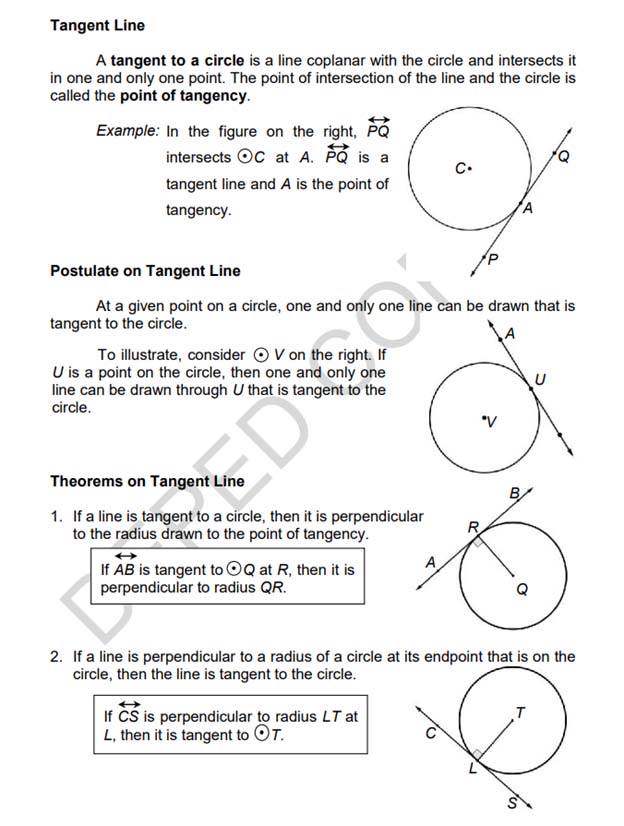 Tangent Line
A tangent to a circle is a line coplanar with the circle and intersects it
in one and only one point. The point of intersection of the line and the circle is
called the point of tangency.
Example: In the figure on the right, PQ
intersects ⊙C at A. PQ is a
tangent line and A is the point of
tangency.
C
Q
A
P
Postulate on Tangent Line
At a given point on a circle, one and only one line can be drawn that is
tangent to the circle.
To illustrate, consider ⊙ V on the right. If
U is a point on the circle, then one and only one
line can be drawn through U that is tangent to the
circle.
A
U
V
Theorems on Tangent Line
1. If a line is tangent to a circle, then it is perpendicular
to the radius drawn to the point of tangency.
If AB is tangent to ⊙Q at R, then it is
perpendicular to radius QR.
B
R
A
Q
2. If a line is perpendicular to a radius of a circle at its endpoint that is on the
circle, then the line is tangent to the circle.
If CS is perpendicular to radius LT at
L, then it is tangent to ⊙T.
T
C
L
S
DEPED COP